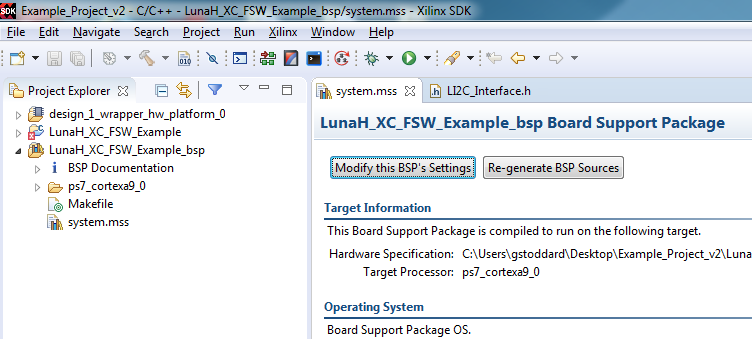 SDK Example_Project_v2 - C/C++ - LunaH_XC_FSW_Example_bsp/system.mss - Xilinx SDK
File Edit Navigate Search Project Run Xilinx Window Help
010
Project Explorer
system.mss LI2C_Interface.h
design_1_wrapper_hw_platform_0
LunaH_XC_FSW_Example
LunaH_XC_FSW_Example_bsp
BSP Documentation
ps7_cortexa9_0
Makefile
system.mss
LunaH_XC_FSW_Example_bsp Board Support Package
Modify this BSP's Settings Re-generate BSP Sources
Target Information
This Board Support Package is compiled to run on the following target.
Hardware Specification: C:\Users\gstoddard\Desktop\Example_Project_v2\Luna
Target Processor: ps7_cortexa9_0
Operating System
Board Support Package OS.